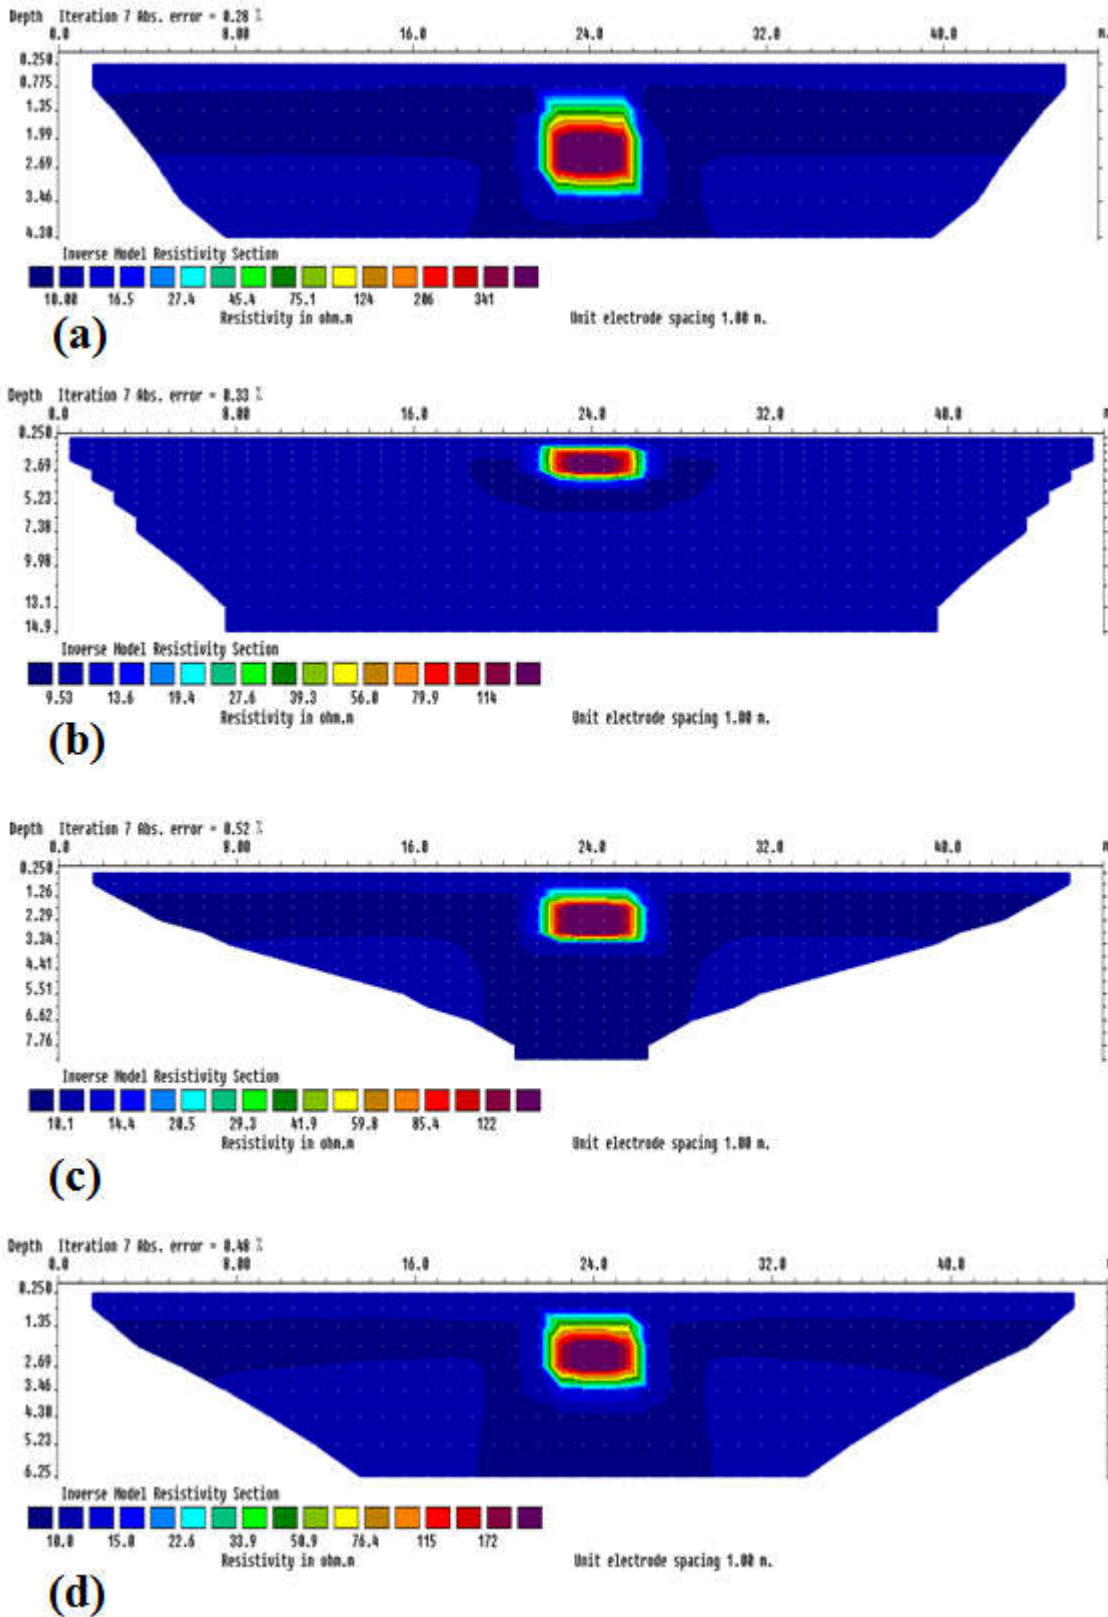 Depth Iteration 7 Abs. error = 0.28 %
0.0 16.0 24.0 32.0 40.0 m.
0.250
0.775
1.35
1.99
2.69
3.46
4.30
Inverse Model Resistivity Section
10.00 16.5 27.4 45.4 75.1 124 206 341
Resistivity in ohm.m Unit electrode spacing 1.00 m.
(a)
Depth Iteration 7 Abs. error = 0.33 %
0.0 8.00 16.0 24.0 32.0 40.0 m
0.250
2.69
5.23
7.30
9.98
13.1
14.9
Inverse Model Resistivity Section
9.53 13.6 19.4 27.6 39.3 56.0 79.9 114
Resistivity in ohm.m Unit electrode spacing 1.00 m.
(b)
Depth Iteration 7 Abs. error = 0.52 %
0.0 8.00 16.0 24.0 32.0 40.0 m
0.250
1.26
2.29
3.34
4.41
5.51
6.62
7.76
Inverse Model Resistivity Section
10.1 14.4 20.5 29.3 41.9 59.8 85.4 122
Resistivity in ohm.m Unit electrode spacing 1.00 m.
(c)
Depth Iteration 7 Abs. error = 0.48 %
0.0 8.00 16.0 24.0 32.0 40.0
0.250
1.35
2.69
3.46
4.30
5.23
6.25
Inverse Model Resistivity Section
10.0 15.0 22.6 33.9 50.9 76.4 115 172
Resistivity in ohm.m Unit electrode spacing 1.00 m.
(d)